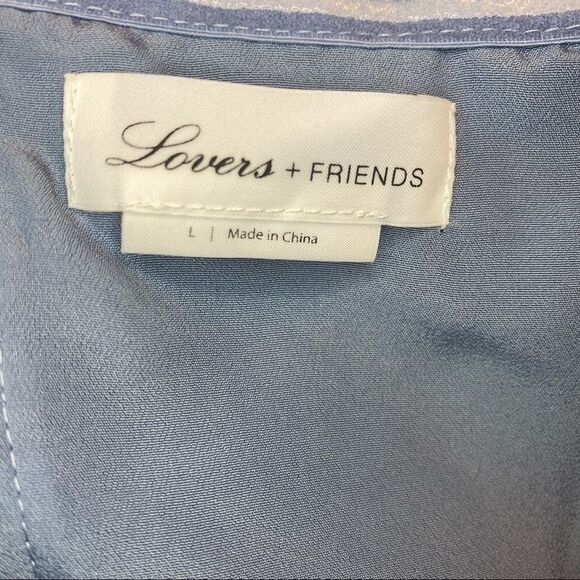 Lovers + FRIENDS
L | Made in China